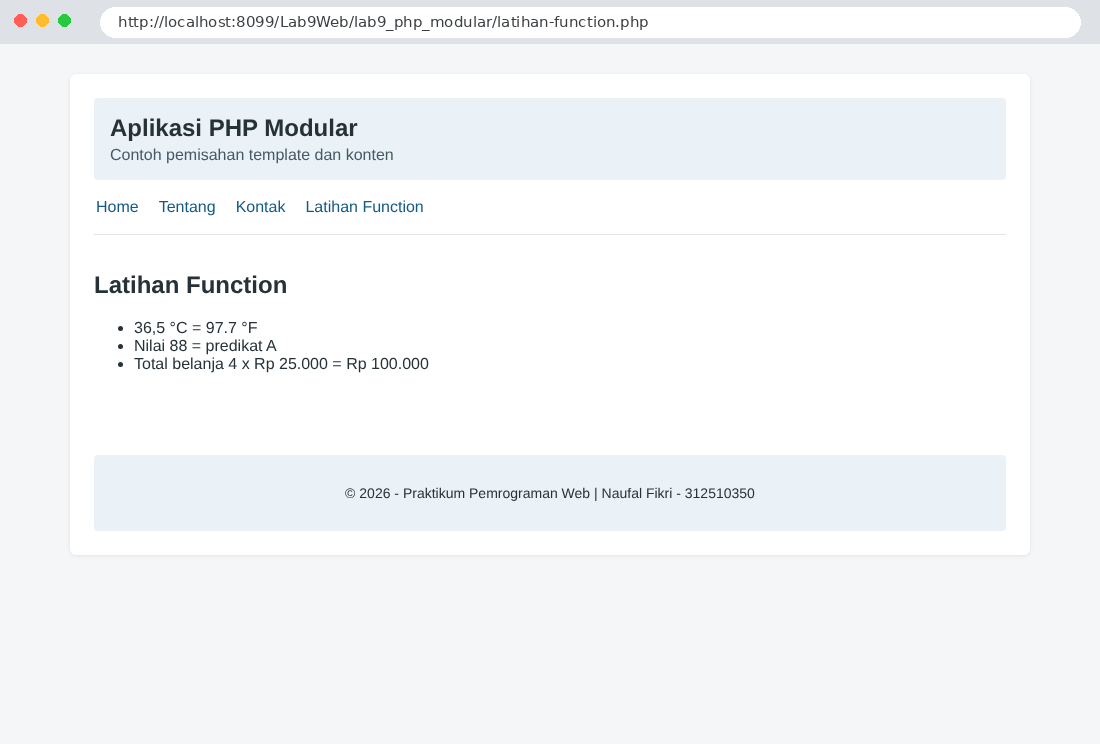 http://localhost:8099/Lab9Web/lab9_php_modular/latihan-function.php
Aplikasi PHP Modular
Contoh pemisahan template dan konten
Home Tentang Kontak Latihan Function
Latihan Function
• 36,5 °C = 97.7 °F
• Nilai 88 = predikat A
• Total belanja 4 x Rp 25.000 = Rp 100.000
© 2026 - Praktikum Pemrograman Web | Naufal Fikri - 312510350